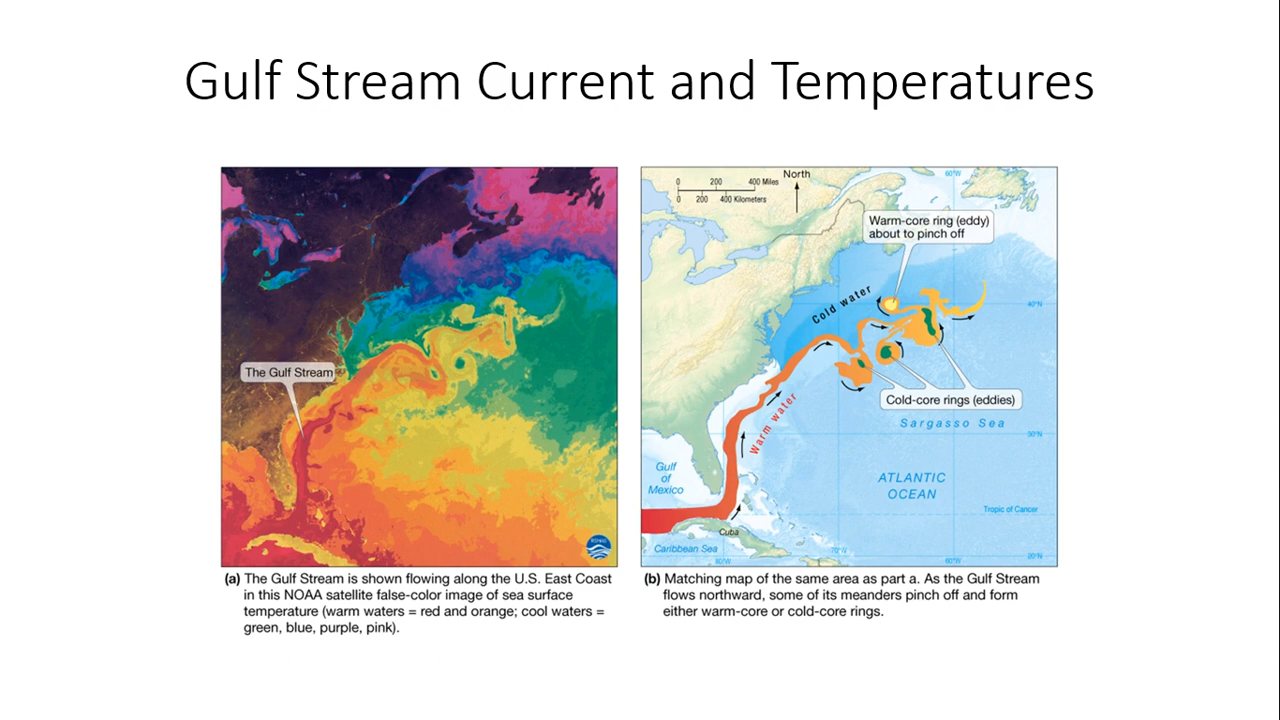 Gulf Stream Current and Temperatures
The Gulf Stream
(a) The Gulf Stream is shown flowing along the U.S. East Coast
in this NOAA satellite false-color image of sea surface
temperature (warm waters = red and orange; cool waters =
green, blue, purple, pink).
0 200 400 Miles
0 200 400 Kilometers
North
60°W
Warm-core ring (eddy)
about to pinch off
Cold water
40°N
Warm water
Cold-core rings (eddies)
Sargasso Sea
30°N
Gulf
of
Mexico
ATLANTIC
OCEAN
Tropic of Cancer
Cuba
Caribbean Sea
80°W
70°W
60°W
20°N
(b) Matching map of the same area as part a. As the Gulf Stream
flows northward, some of its meanders pinch off and form
either warm-core or cold-core rings.